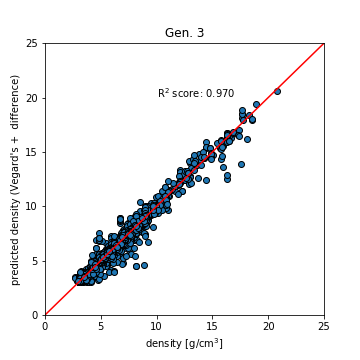 Gen. 3
25
20
15
10
5
0
R² score: 0.970
predicted density (Vegard's + difference)
0 5 10 15 20 25
density [g/cm³]